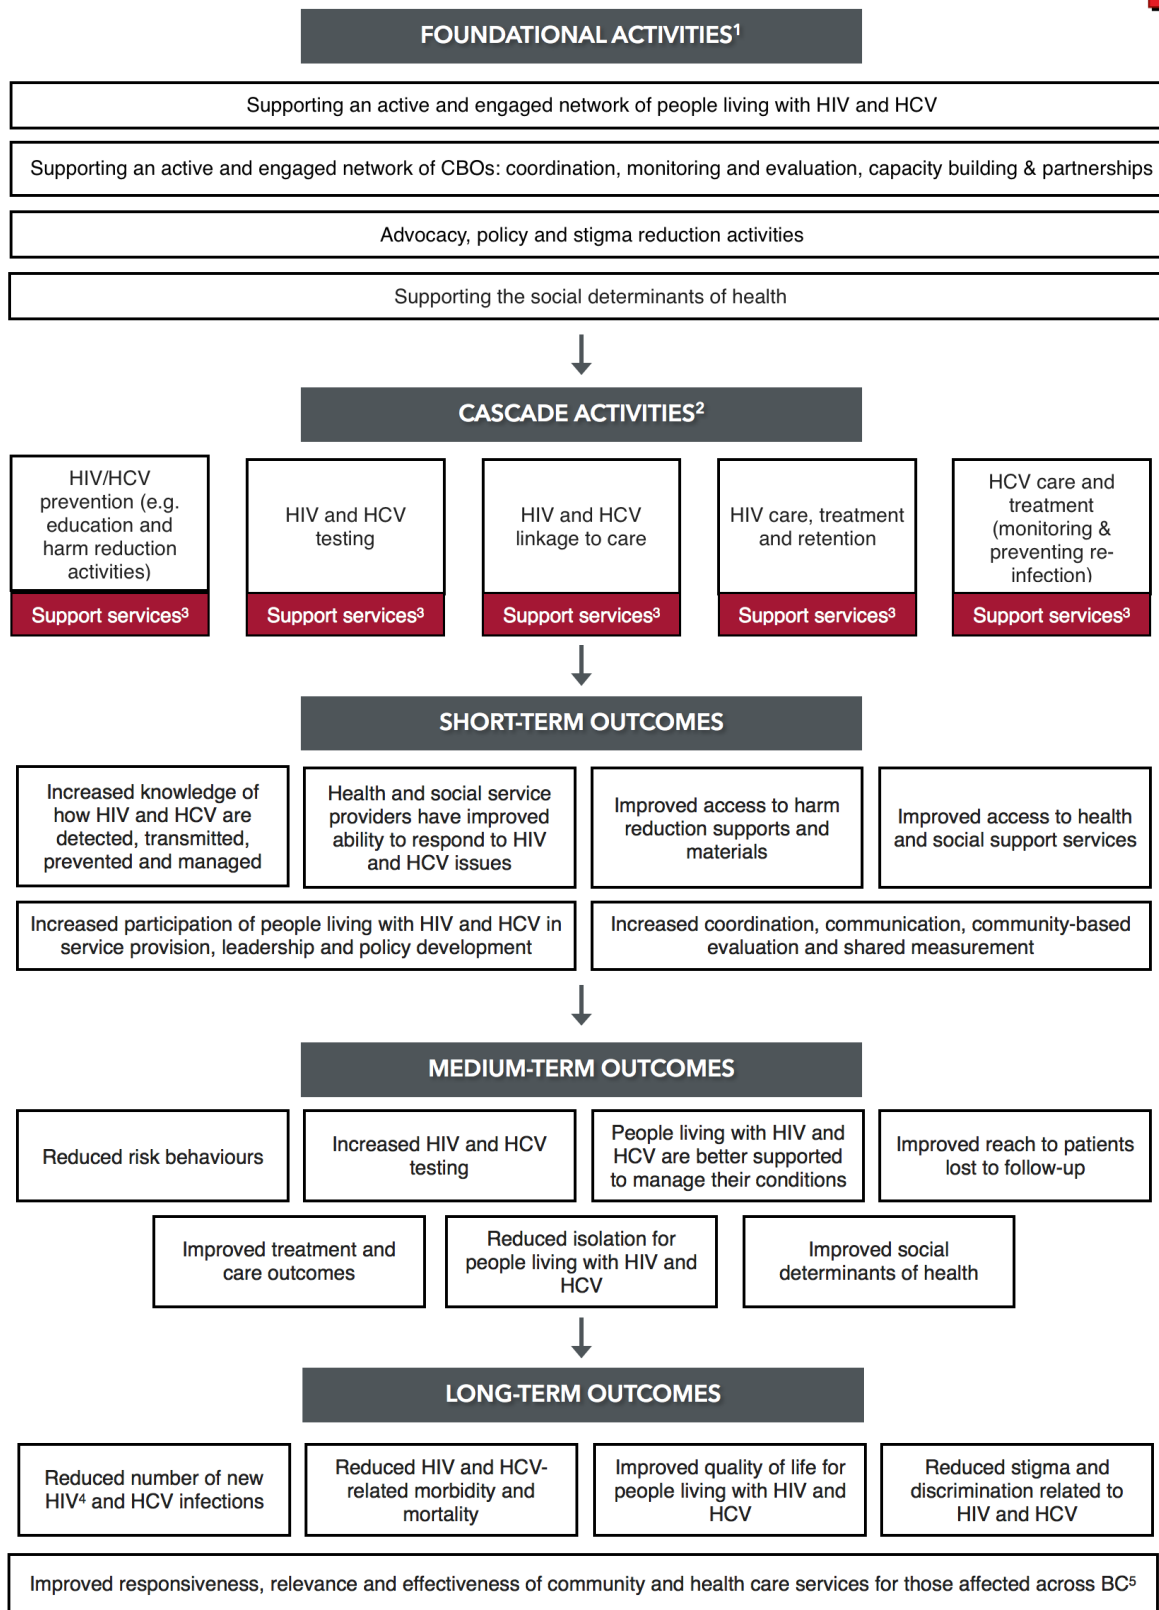 FOUNDATIONAL ACTIVITIES¹
Supporting an active and engaged network of people living with HIV and HCV
Supporting an active and engaged network of CBOs: coordination, monitoring and evaluation, capacity building & partnerships
Advocacy, policy and stigma reduction activities
Supporting the social determinants of health
CASCADE ACTIVITIES²
HIV/HCV
prevention (e.g.
education and
harm reduction
activities)
Support services³
HIV and HCV
testing
Support services³
HIV and HCV
linkage to care
Support services³
HIV care, treatment
and retention
Support services³
HCV care and
treatment
(monitoring &
preventing re-
infection)
Support services³
SHORT-TERM OUTCOMES
Increased knowledge of
how HIV and HCV are
detected, transmitted,
prevented and managed
Health and social service
providers have improved
ability to respond to HIV
and HCV issues
Improved access to harm
reduction supports and
materials
Improved access to health
and social support services
Increased participation of people living with HIV and HCV in
service provision, leadership and policy development
Increased coordination, communication, community-based
evaluation and shared measurement
MEDIUM-TERM OUTCOMES
Reduced risk behaviours
Increased HIV and HCV
testing
People living with HIV and
HCV are better supported
to manage their conditions
Improved reach to patients
lost to follow-up
Improved treatment and
care outcomes
Reduced isolation for
people living with HIV and
HCV
Improved social
determinants of health
LONG-TERM OUTCOMES
Reduced number of new
HIV⁴ and HCV infections
Reduced HIV and HCV-
related morbidity and
mortality
Improved quality of life for
people living with HIV and
HCV
Reduced stigma and
discrimination related to
HIV and HCV
Improved responsiveness, relevance and effectiveness of community and health care services for those affected across BC⁵